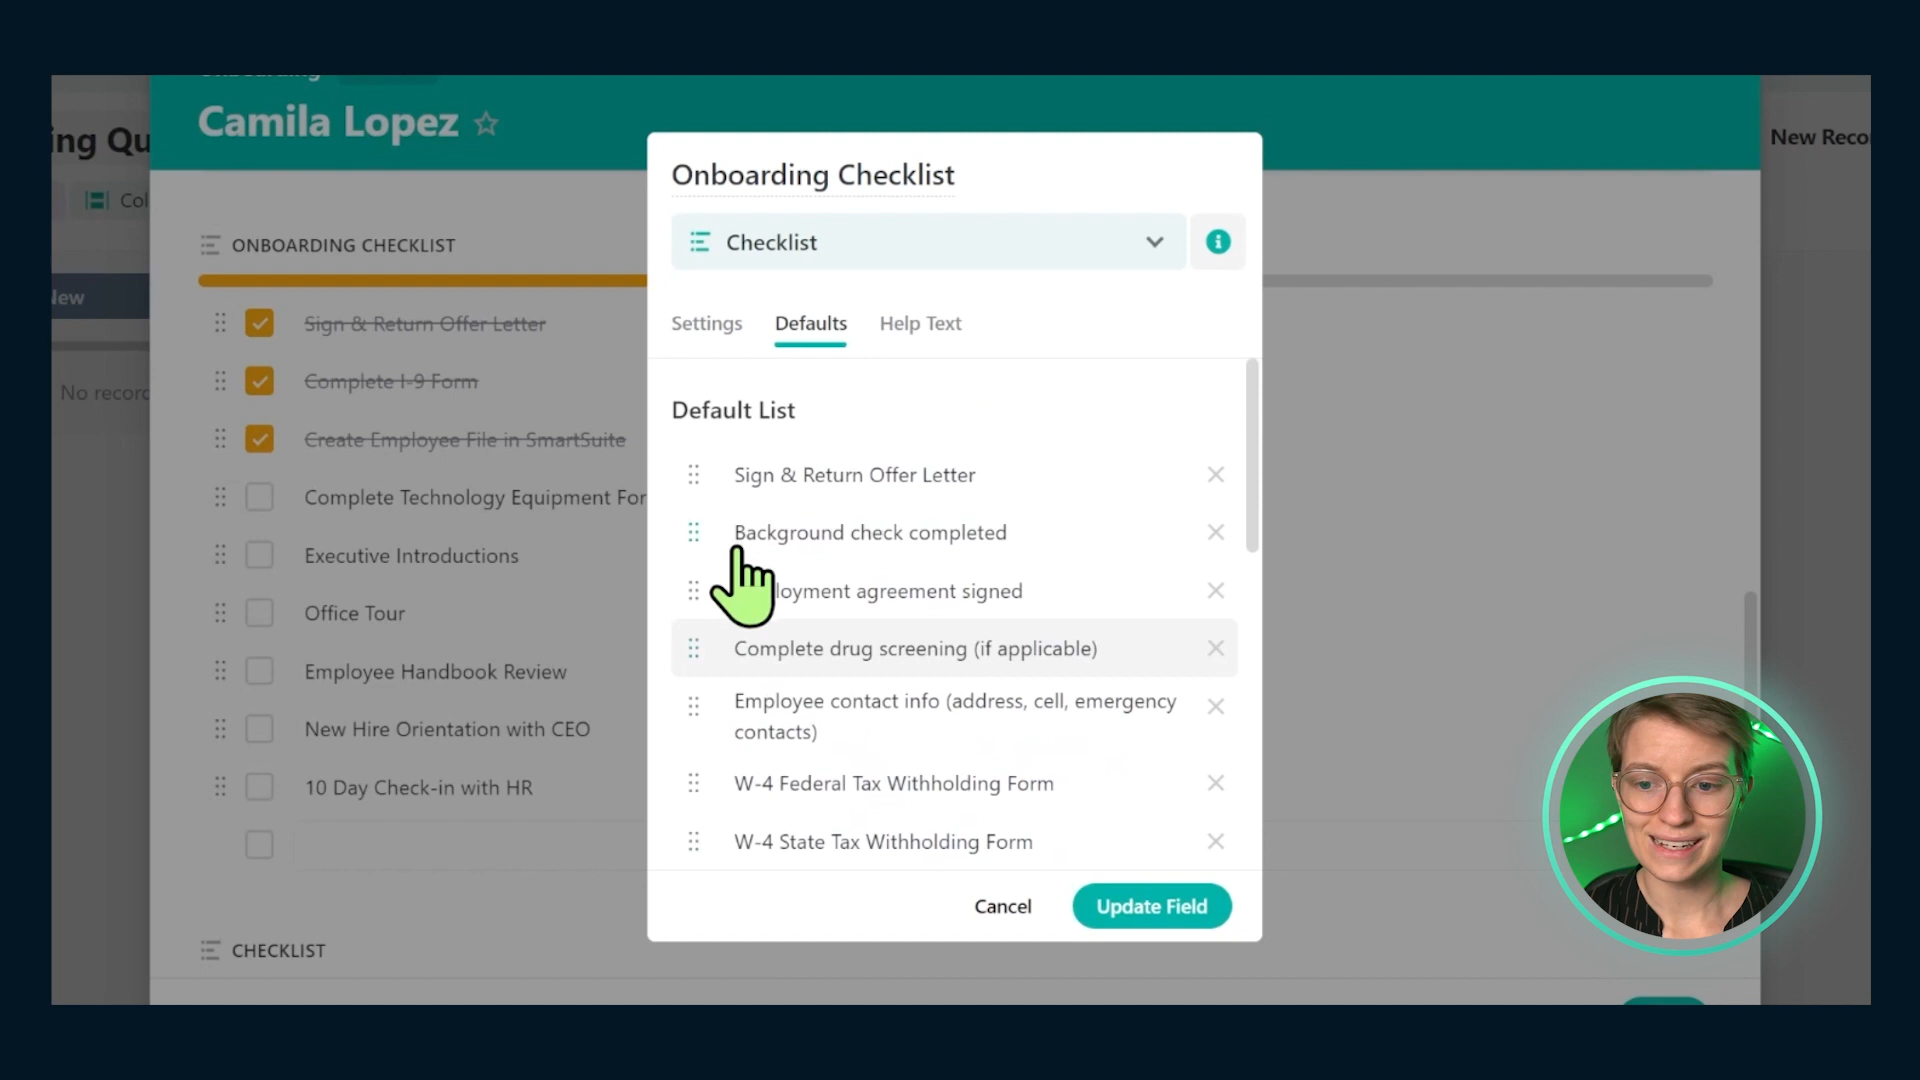 Camila Lopez
ing Qu
New Reco
Col
Onboarding Checklist
Checklist
ONBOARDING CHECKLIST
Settings
Defaults
Help Text
Sign & Return Offer Letter
Complete I-9 Form
No recor
Create Employee File in SmartSuite
Complete Technology Equipment For
Executive Introductions
Office Tour
Employee Handbook Review
New Hire Orientation with CEO
10 Day Check-in with HR
CHECKLIST
Default List
Sign & Return Offer Letter
Background check completed
loyment agreement signed
Complete drug screening (if applicable)
Employee contact info (address, cell, emergency
contacts)
W-4 Federal Tax Withholding Form
W-4 State Tax Withholding Form
Cancel
Update Field